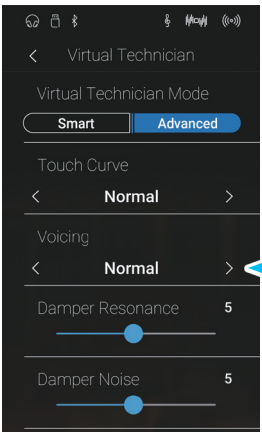 Virtual Technician
Virtual Technician Mode
Smart Advanced
Touch Curve
Normal
Voicing
Normal
Damper Resonance 5
Damper Noise 5